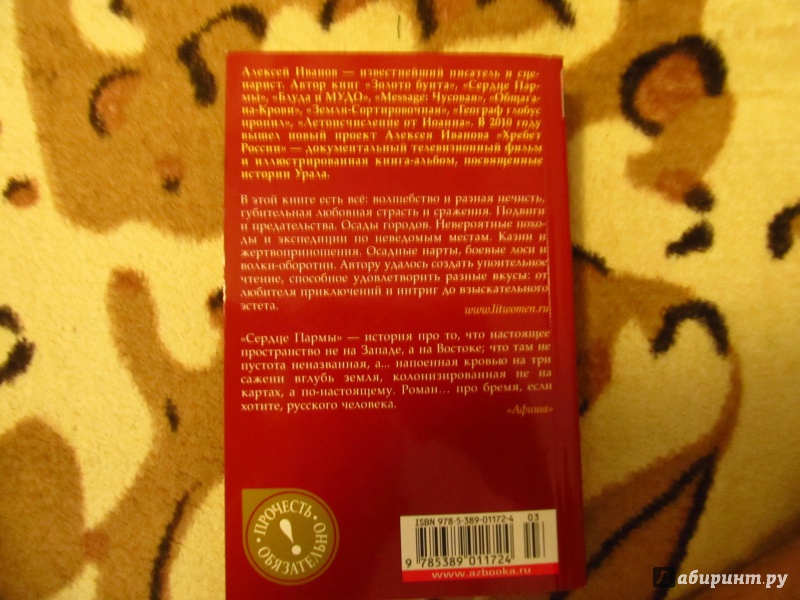 Алексей Иванов — известнейший писатель и сце-
нарист. Автор книг «Золото бунта», «Сердце Пар-
мы», «Блуда и МУДО», «Message: Чусовая», «Общага-
на-Крови», «Земля-Сортировочная», «Географ глобус
пропил», «Летоисчисление от Иоанна». В 2010 году
вышел новый проект Алексея Иванова «Хребет
России» — документальный телевизионный фильм
и иллюстрированная книга-альбом, посвященные
истории Урала.
В этой книге есть всё: волшебство и разная нечисть,
губительная любовная страсть и сражения. Подвиги
и предательства. Осады городов. Невероятные похо-
ды и экспедиции по неведомым местам. Казни и
жертвоприношения. Осадные нарты, боевые лоси и
волки-оборотни. Автору удалось создать упоительное
чтение, способное удовлетворить разные вкусы: от
любителя приключений и интриг до взыскательного
эстета.
www.litwomen.ru
«Сердце Пармы» — история про то, что настоящее
пространство не на Западе, а на Востоке; что там не
пустота неназванная, а... напоенная кровью на три
сажени вглубь земля, колонизированная не на
картах, а по-настоящему. Роман... про бремя, если
хотите, русского человека.
«Афиша»
ПРОЧЕСТЬ
!
ОБЯЗАТЕЛЬНО
ISBN 978-5-389-01172-4
03
9 785389 011724
www.azbooka.ru
Лабиринт.ру